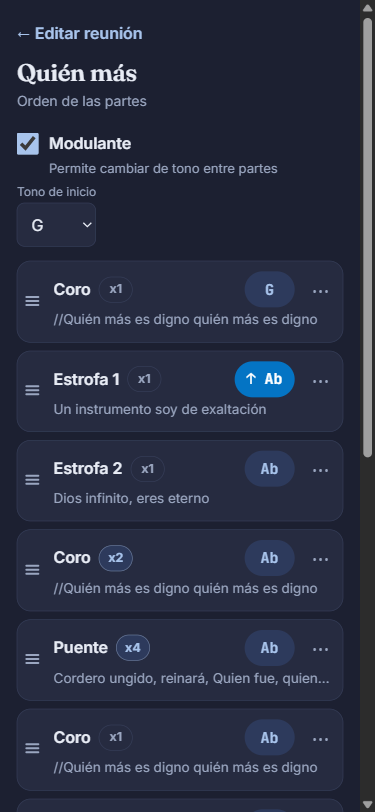 ← Editar reunión
Quién más
Orden de las partes
Modulante
Permite cambiar de tono entre partes
Tono de inicio
G
Coro x1 G ...
//Quién más es digno quién más es digno
Estrofa 1 x1 ↑ Ab ...
Un instrumento soy de exaltación
Estrofa 2 x1 Ab ...
Dios infinito, eres eterno
Coro x2 Ab ...
//Quién más es digno quién más es digno
Puente x4 Ab ...
Cordero ungido, reinará, Quien fue, quien...
Coro x1 Ab ...
//Quién más es digno quién más es digno